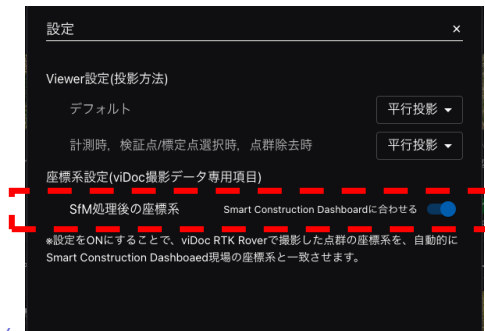 設定 ×
Viewer設定(投影方法)
デフォルト 平行投影
計測時，検証点/標定点選択時，点群除去時 平行投影
座標系設定(viDoc撮影データ専用項目)
SfM処理後の座標系 Smart Construction Dashboardに合わせる
※設定をONにすることで、viDoc RTK Roverで撮影した点群の座標系を、自動的に
Smart Construction Dashboaed現場の座標系と一致させます。